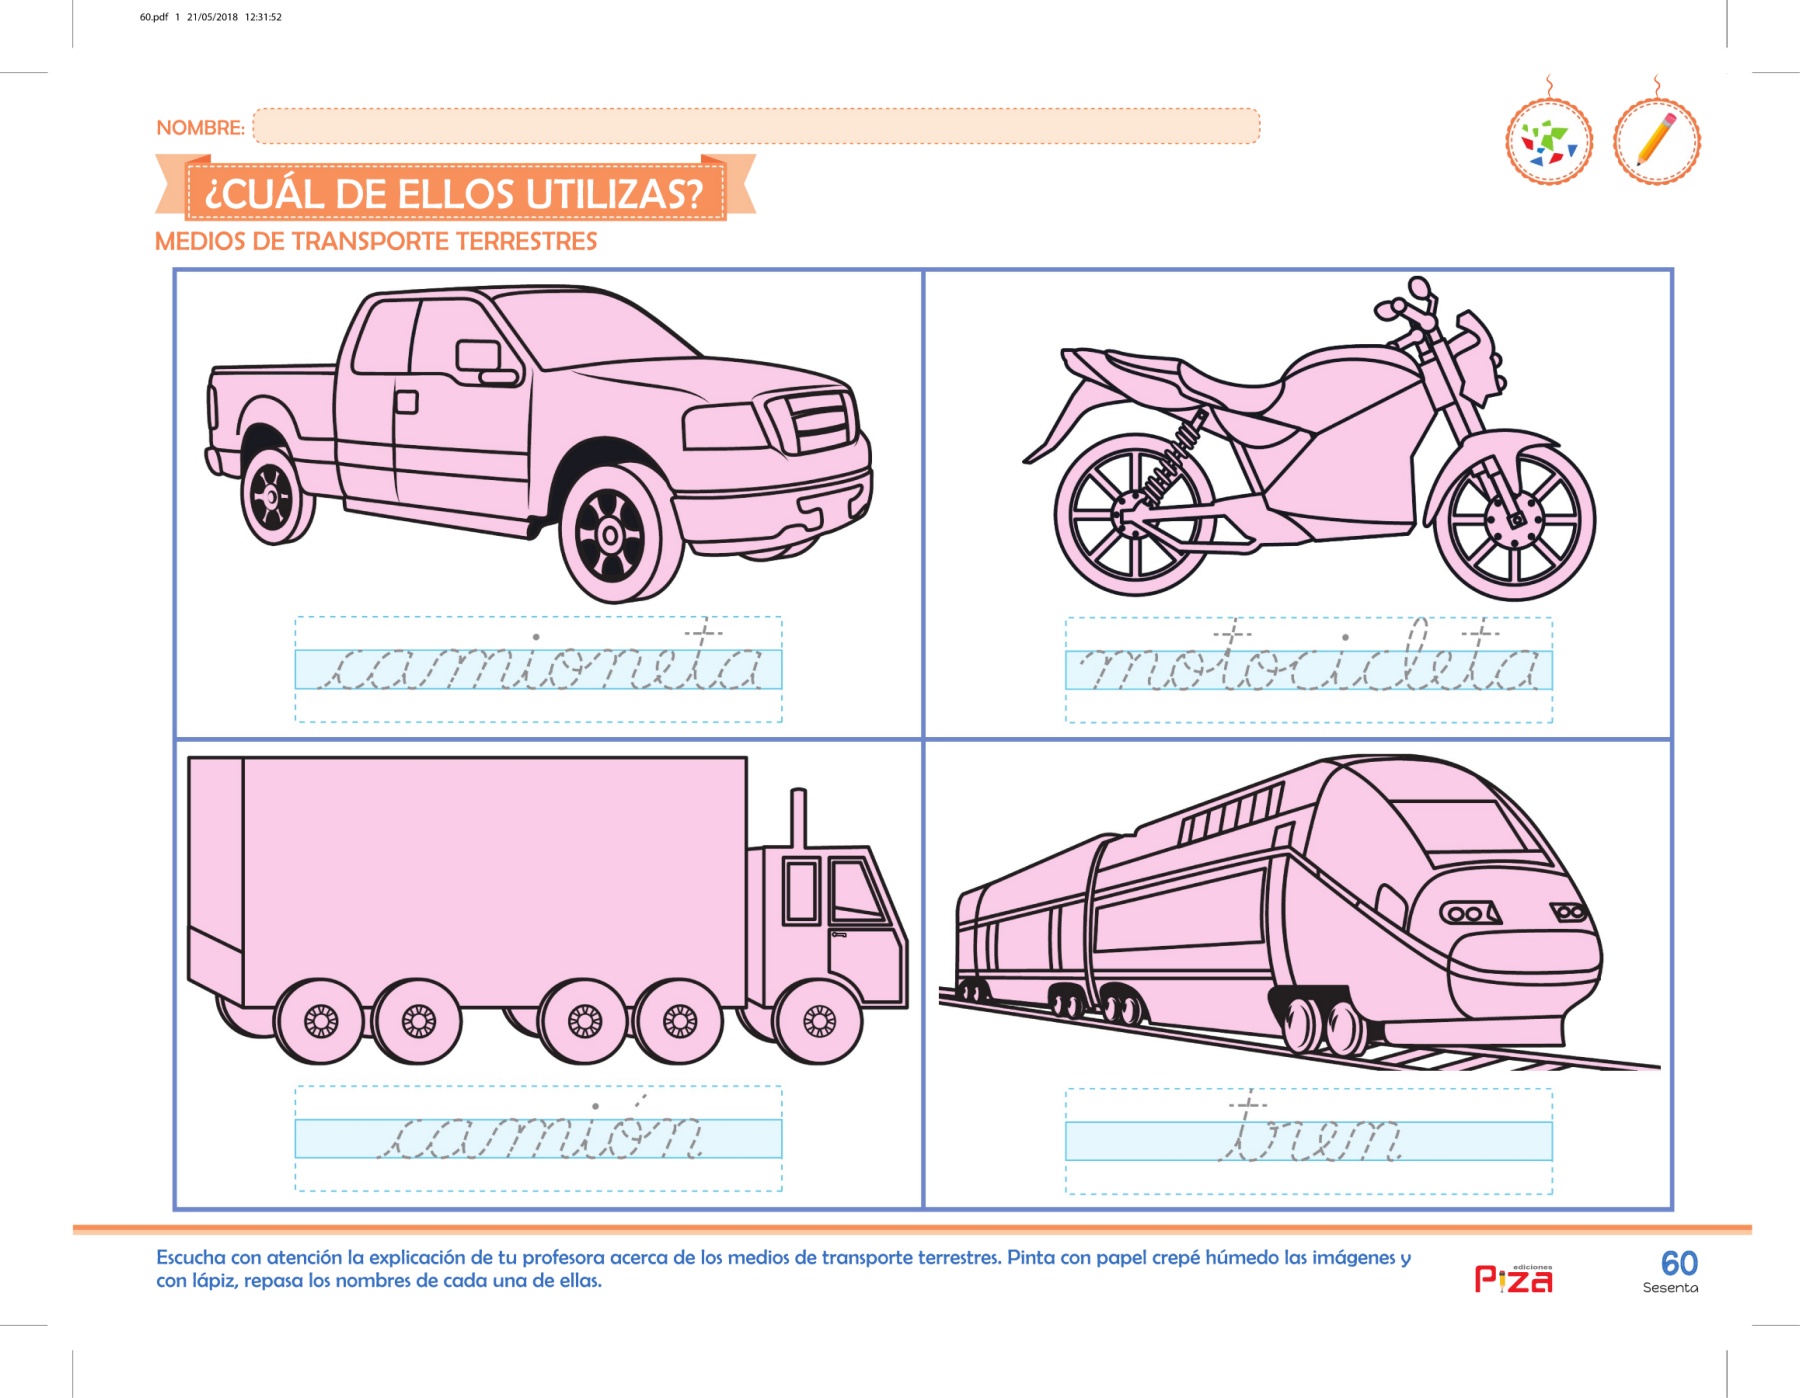 60.pdf 1 21/05/2018 12:31:52
NOMBRE:
¿CUÁL DE ELLOS UTILIZAS?
MEDIOS DE TRANSPORTE TERRESTRES
camioneta
motocicleta
camión
tren
Escucha con atención la explicación de tu profesora acerca de los medios de transporte terrestres. Pinta con papel crepé húmedo las imágenes y
con lápiz, repasa los nombres de cada una de ellas.
ediciones
Piza
60
Sesenta